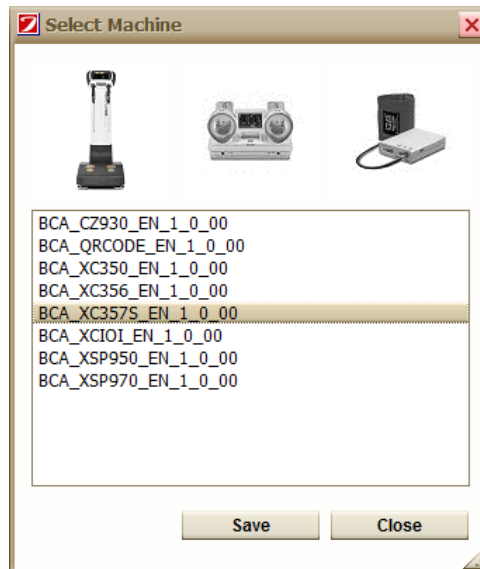 Select Machine
BCA_CZ930_EN_1_0_00
BCA_QRCODE_EN_1_0_00
BCA_XC350_EN_1_0_00
BCA_XC356_EN_1_0_00
BCA_XC357S_EN_1_0_00
BCA_XCIOI_EN_1_0_00
BCA_XSP950_EN_1_0_00
BCA_XSP970_EN_1_0_00
Save
Close